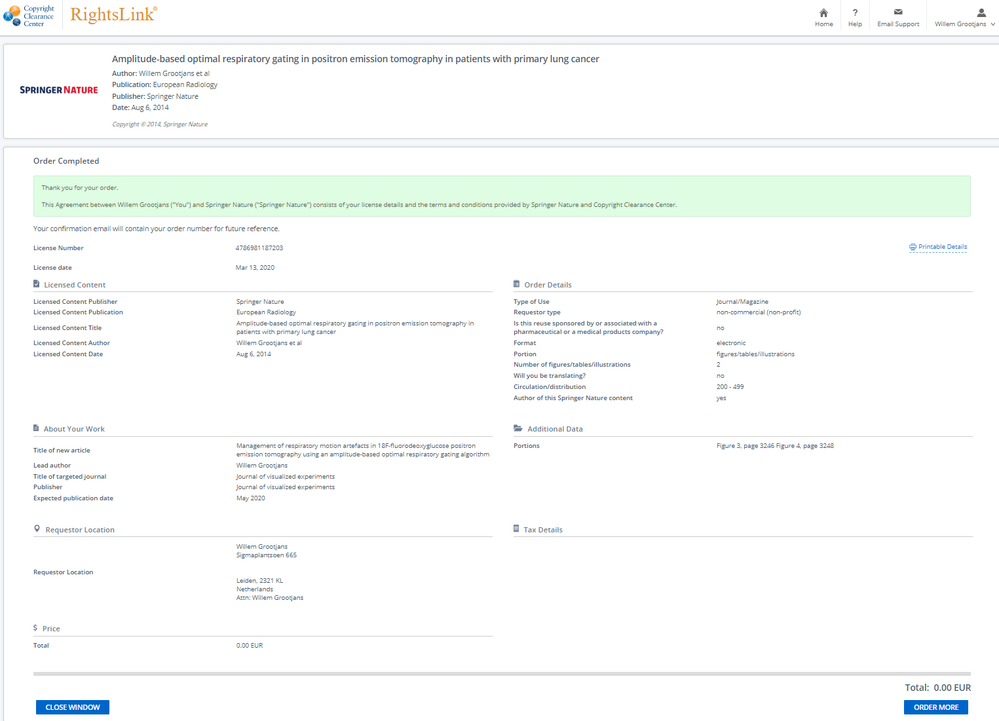 Copyright
Clearance
Center
RightsLink®
Home
?
Help
Email Support
Willem Grootjans
SPRINGER NATURE
Amplitude-based optimal respiratory gating in positron emission tomography in patients with primary lung cancer
Author: Willem Grootjans et al
Publication: European Radiology
Publisher: Springer Nature
Date: Aug 6, 2014
Copyright © 2014, Springer Nature
Order Completed
Thank you for your order.
This Agreement between Willem Grootjans ("You") and Springer Nature ("Springer Nature") consists of your license details and the terms and conditions provided by Springer Nature and Copyright Clearance Center.
Your confirmation email will contain your order number for future reference.
License Number 4786981187203
Printable Details
License date Mar 13, 2020
Licensed Content
Licensed Content Publisher Springer Nature
Licensed Content Publication European Radiology
Licensed Content Title Amplitude-based optimal respiratory gating in positron emission tomography in
patients with primary lung cancer
Licensed Content Author Willem Grootjans et al
Licensed Content Date Aug 6, 2014
Order Details
Type of Use Journal/Magazine
Requestor type non-commercial (non-profit)
Is this reuse sponsored by or associated with a
pharmaceutical or a medical products company? no
Format electronic
Portion figures/tables/illustrations
Number of figures/tables/illustrations 2
Will you be translating? no
Circulation/distribution 200 - 499
Author of this Springer Nature content yes
About Your Work
Title of new article Management of respiratory motion artefacts in 18F-fluorodeoxyglucose positron
emission tomography using an amplitude-based optimal respiratory gating algorithm
Lead author Willem Grootjans
Title of targeted journal Journal of visualized experiments
Publisher Journal of visualized experiments
Expected publication date May 2020
Additional Data
Portions Figure 3, page 3246 Figure 4, page 3248
Requestor Location
Willem Grootjans
Sigmaplantsoen 665
Requestor Location
Leiden, 2321 KL
Netherlands
Attn: Willem Grootjans
Tax Details
$ Price
Total 0.00 EUR
Total: 0.00 EUR
CLOSE WINDOW
ORDER MORE